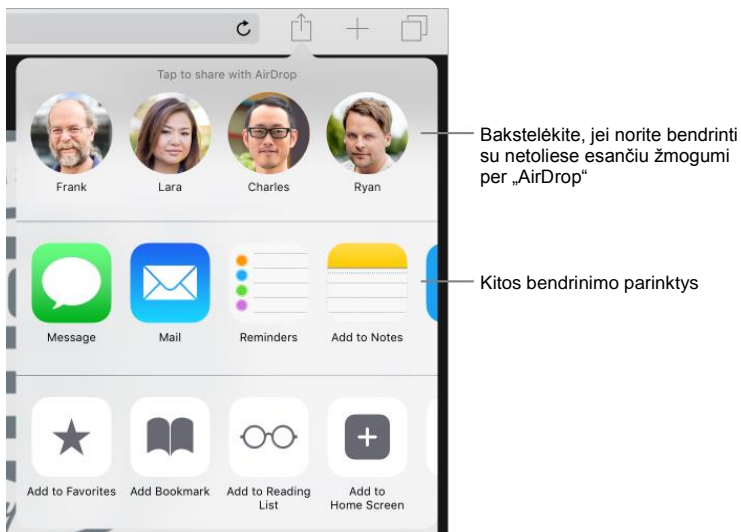 Tap to share with AirDrop
Frank Lara Charles Ryan
Bakstelėkite, jei norite bendrinti
su netoliese esančiu žmogumi
per „AirDrop“
Message Mail Reminders Add to Notes
Kitos bendrinimo parinktys
Add to Favorites Add Bookmark Add to Reading
List Add to
Home Screen